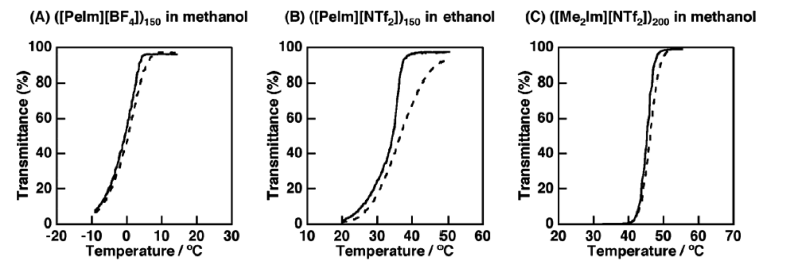 (A) ([PeIm][BF₄])₁₅₀ in methanol
100
80
60
40
20
0
-20 -10 0 10 20 30
Transmittance (%)
Temperature / °C
(B) ([PeIm][NTf₂])₁₅₀ in ethanol
100
80
60
40
20
0
10 20 30 40 50 60
Transmittance (%)
Temperature / °C
(C) ([Me₂Im][NTf₂])₂₀₀ in methanol
100
80
60
40
20
0
20 30 40 50 60 70
Transmittance (%)
Temperature / °C